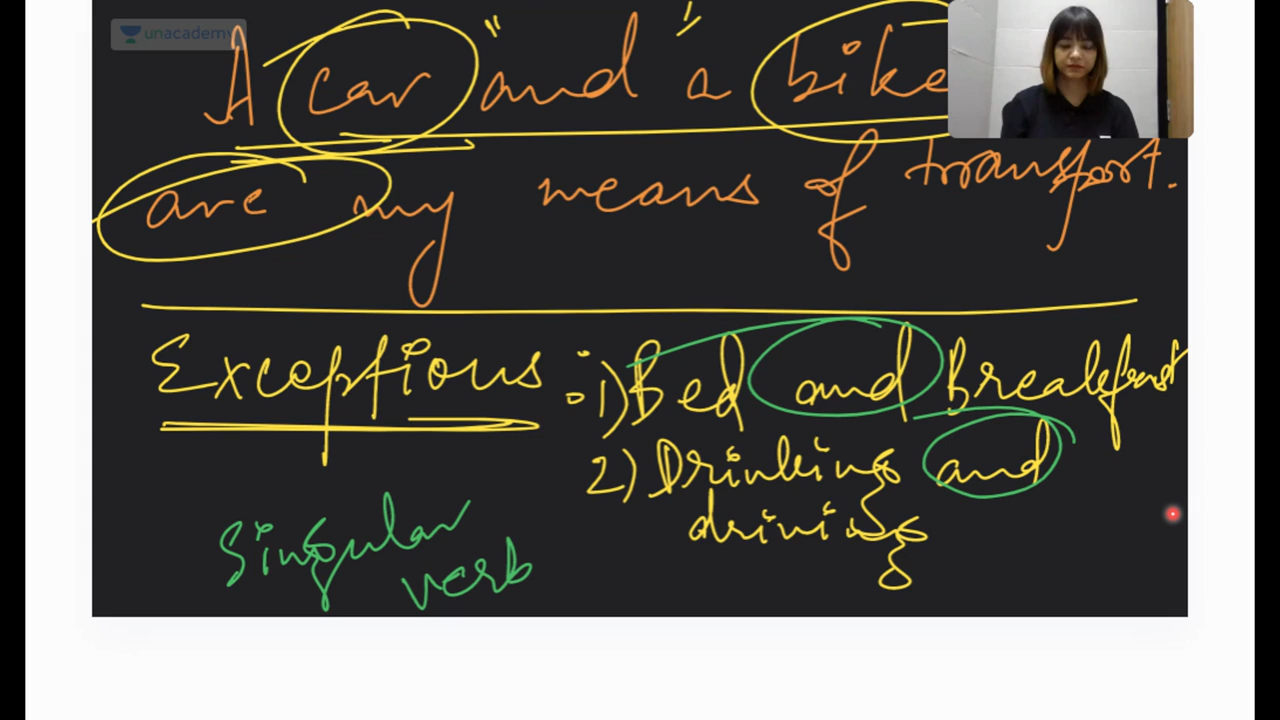 unacademy
A car "and" a bike
are my means of transport.
Exceptions :- 1) Bed and Breakfast
2) Drinking and
driving
Singular
verb